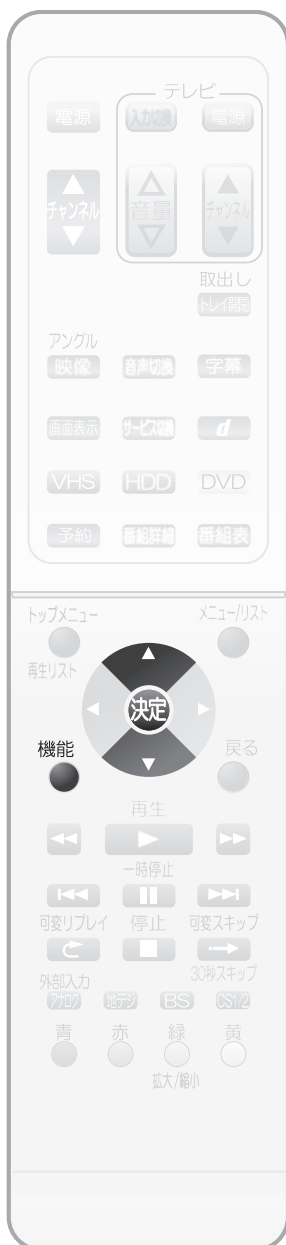 テレビ
電源 入力切換 電源
チャンネル 音量 チャンネル
取出し
トレイ開閉
アングル
映像 音声切換 字幕
画面表示 サービス切換 d
VHS HDD DVD
予約 番組詳細 番組表
トップメニュー メニュー/リスト
再生リスト
決定
機能 戻る
再生
一時停止
可変リプレイ 停止 可変スキップ
30秒スキップ
外部入力
アナログ 地デジ BS CS1/2
青 赤 緑 黄
拡大/縮小